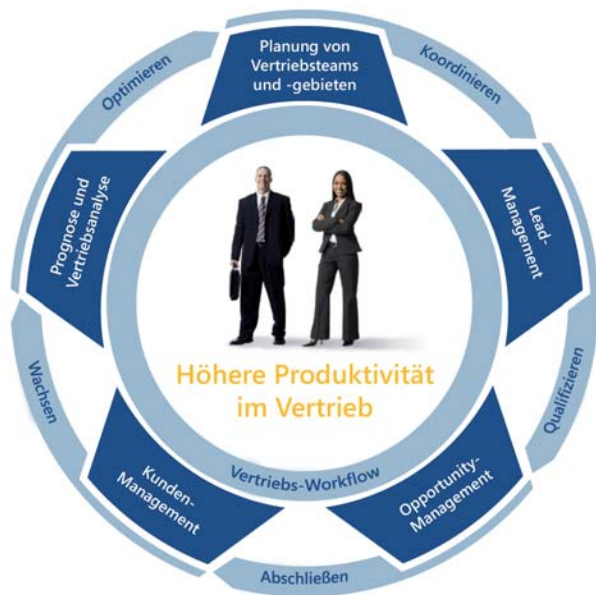 Planung von
Vertriebsteams
und -gebieten
Koordinieren
Lead-
Management
Qualifizieren
Opportunity-
Management
Abschließen
Kunden-
Management
Wachsen
Prognose und
Vertriebsanalyse
Optimieren
Höhere Produktivität
im Vertrieb
Vertriebs-Workflow